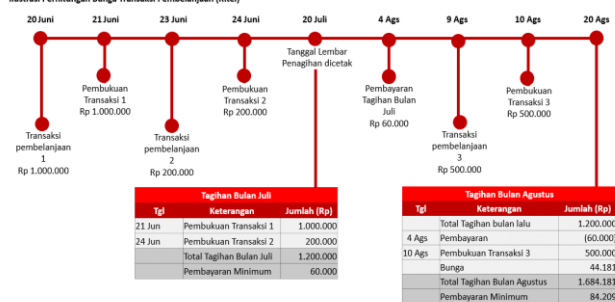 Ilustrasi Perhitungan Bunga Transaksi Pembelanjaan (Ritel)
20 Juni
21 Juni
23 Juni
24 Juni
20 Juli
4 Ags
9 Ags
10 Ags
20 Ags
Transaksi
pembelanjaan
1
Rp 1.000.000
Pembukuan
Transaksi 1
Rp 1.000.000
Transaksi
pembelanjaan
2
Rp 200.000
Pembukuan
Transaksi 2
Rp 200.000
Tanggal Lembar
Penagihan dicetak
Pembayaran
Tagihan Bulan
Juli
Rp 60.000
Transaksi
pembelanjaan
3
Rp 500.000
Pembukuan
Transaksi 3
Rp 500.000
Tagihan Bulan Juli
Tgl Keterangan Jumlah (Rp)
21 Jun Pembukuan Transaksi 1 1.000.000
24 Jun Pembukuan Transaksi 2 200.000
Total Tagihan Bulan Juli 1.200.000
Pembayaran Minimum 60.000
Tagihan Bulan Agustus
Tgl Keterangan Jumlah (Rp)
Total Tagihan bulan lalu 1.200.000
4 Ags Pembayaran (60.000)
10 Ags Pembukuan Transaksi 3 500.000
Bunga 44.181
Total Tagihan Bulan Agustus 1.684.181
Pembayaran Minimum 84.209